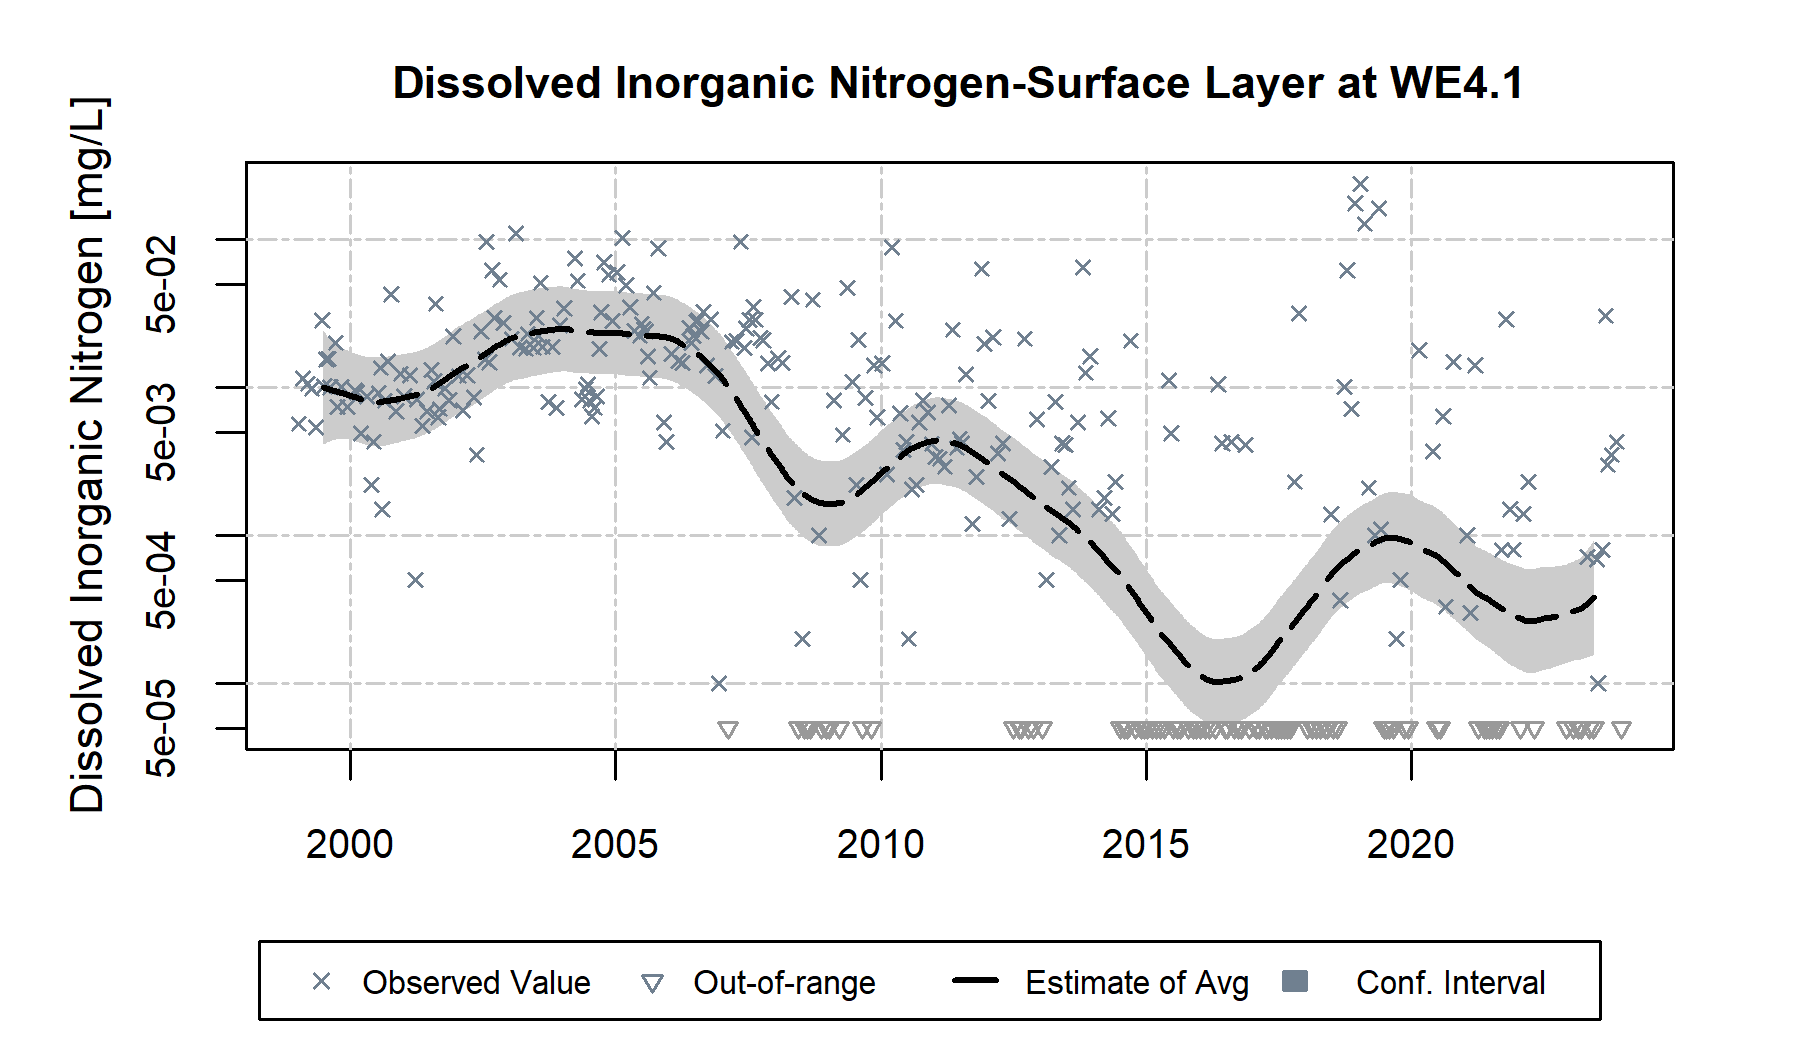 Dissolved Inorganic Nitrogen-Surface Layer at WE4.1
Dissolved Inorganic Nitrogen [mg/L]
5e-02
5e-03
5e-04
5e-05
2000 2005 2010 2015 2020
Observed Value Out-of-range Estimate of Avg Conf. Interval